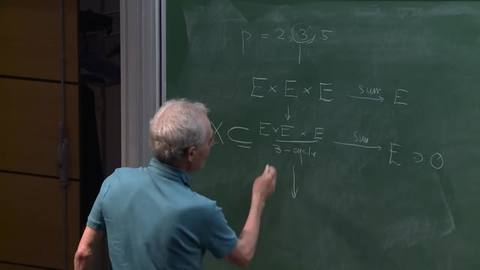 p = 2, 3, 5
E × E × E —sum→ E
X ⊂ E × E × E / 3-cycle —sum→ E ∋ 0